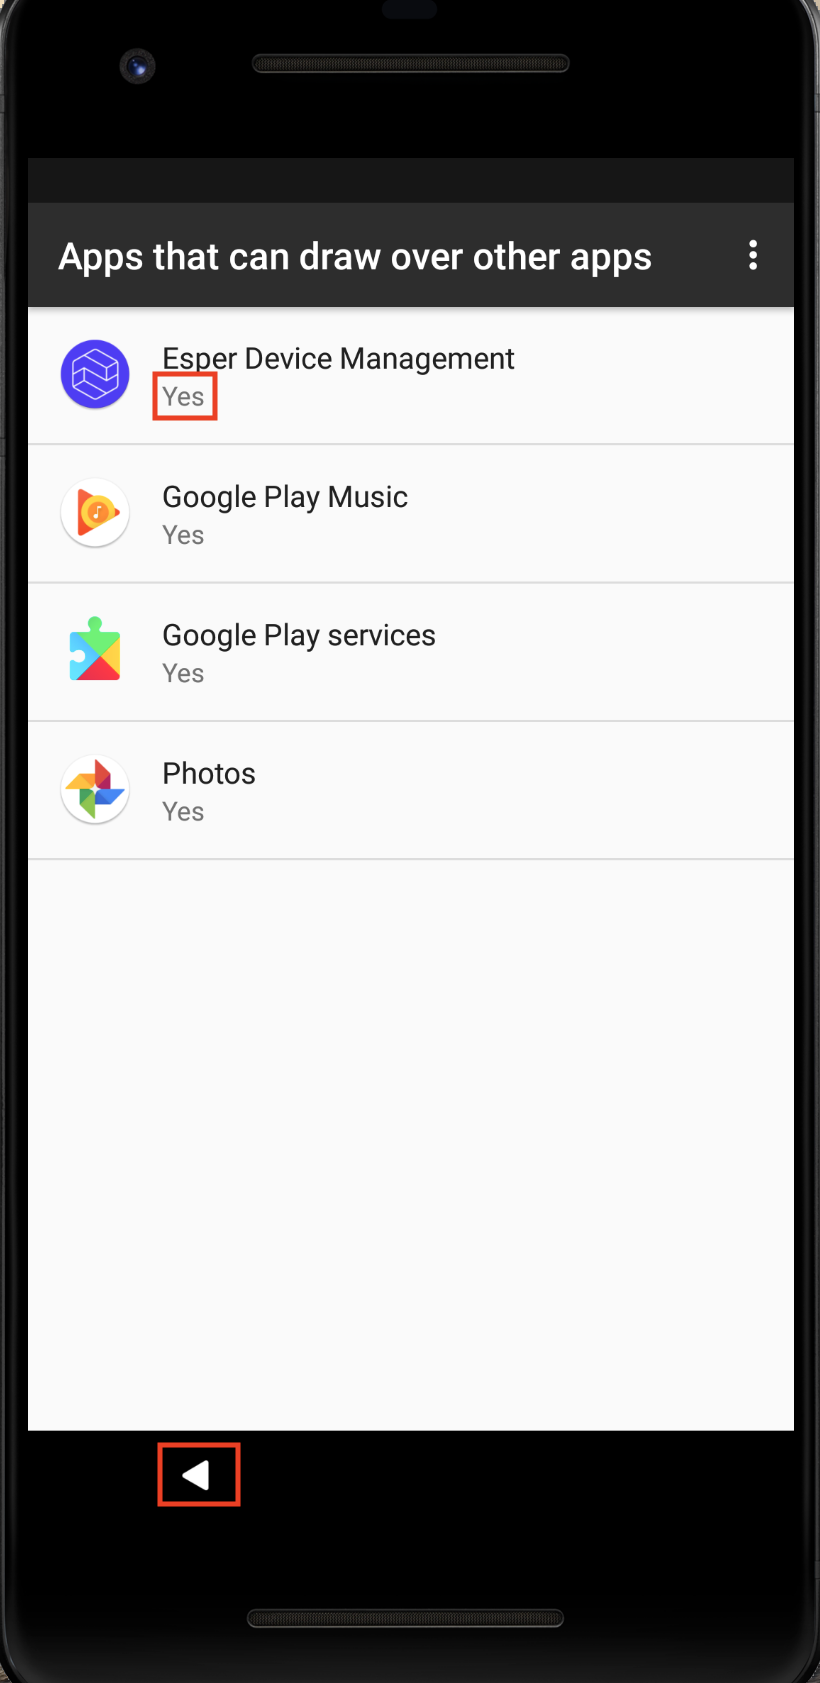 Apps that can draw over other apps
Esper Device Management
Yes
Google Play Music
Yes
Google Play services
Yes
Photos
Yes